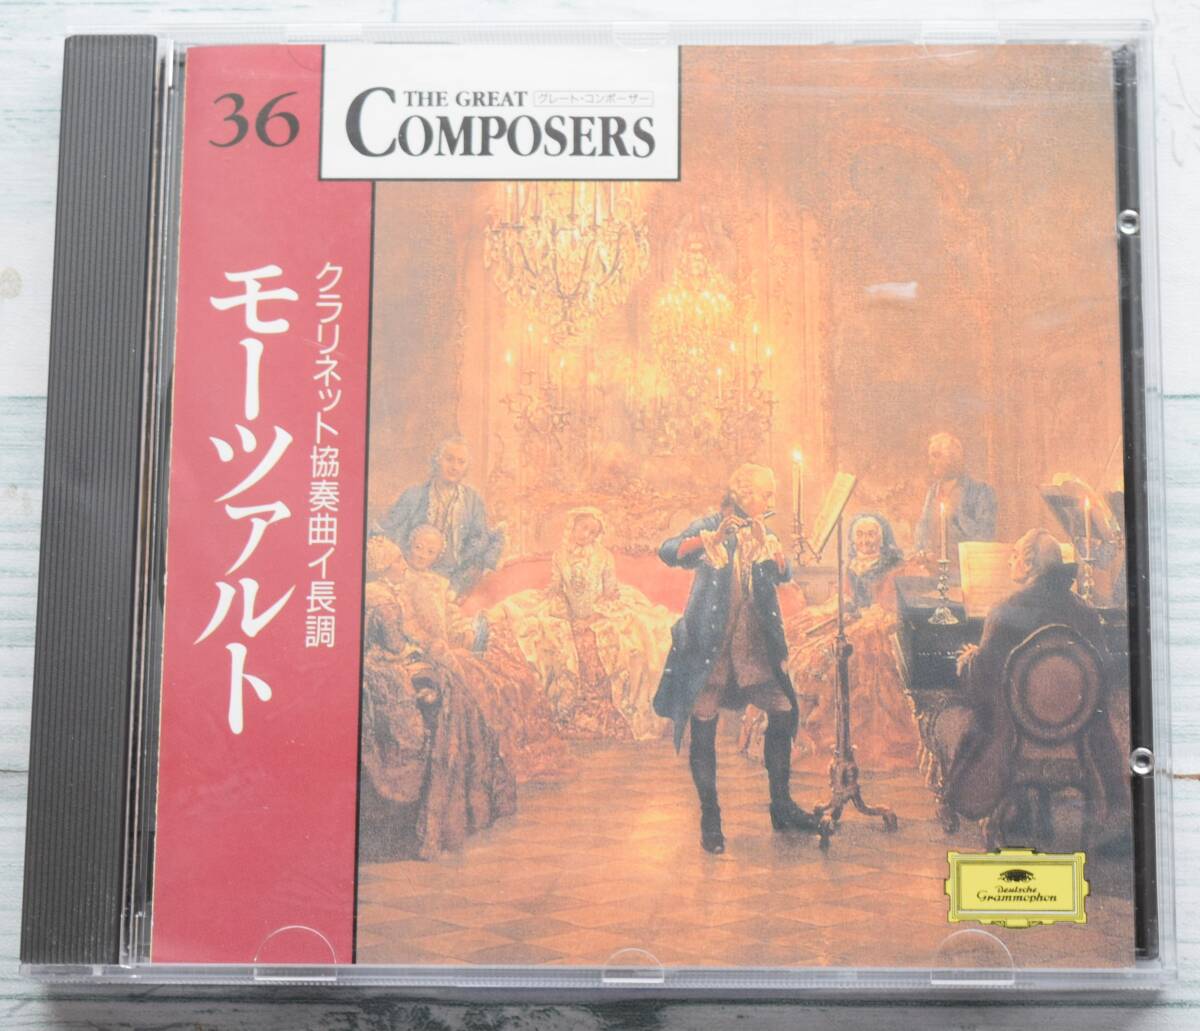 36
THE GREAT グレート・コンポーザー
COMPOSERS
クラリネット協奏曲イ長調
モーツァルト
Deutsche
Grammophon